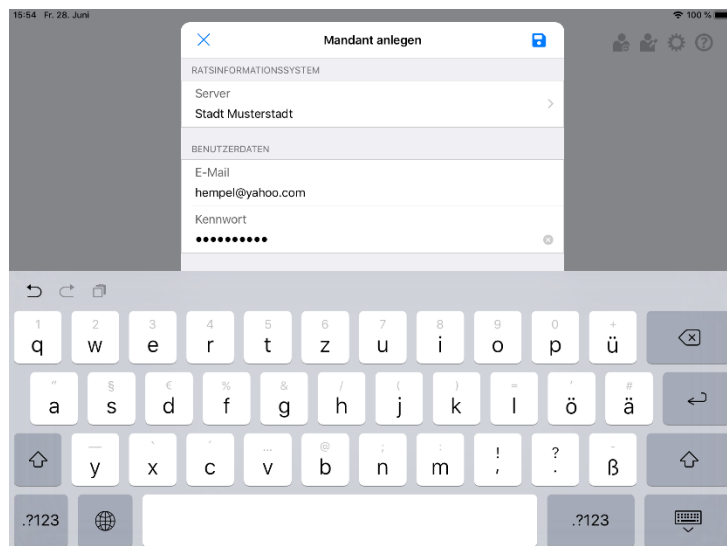 15:54 Fr. 28. Juni
100 %
Mandant anlegen
RATSINFORMATIONSSYSTEM
Server
Stadt Musterstadt
BENUTZERDATEN
E-Mail
hempel@yahoo.com
Kennwort
••••••••••
1 2 3 4 5 6 7 8 9 0 +
q w e r t z u i o p ü
" § € % & / ( ) = ' #
a s d f g h j k l ö ä
— ` ´ ... @ ; : ! ? -
y x c v b n m , . ß
.?123 .?123